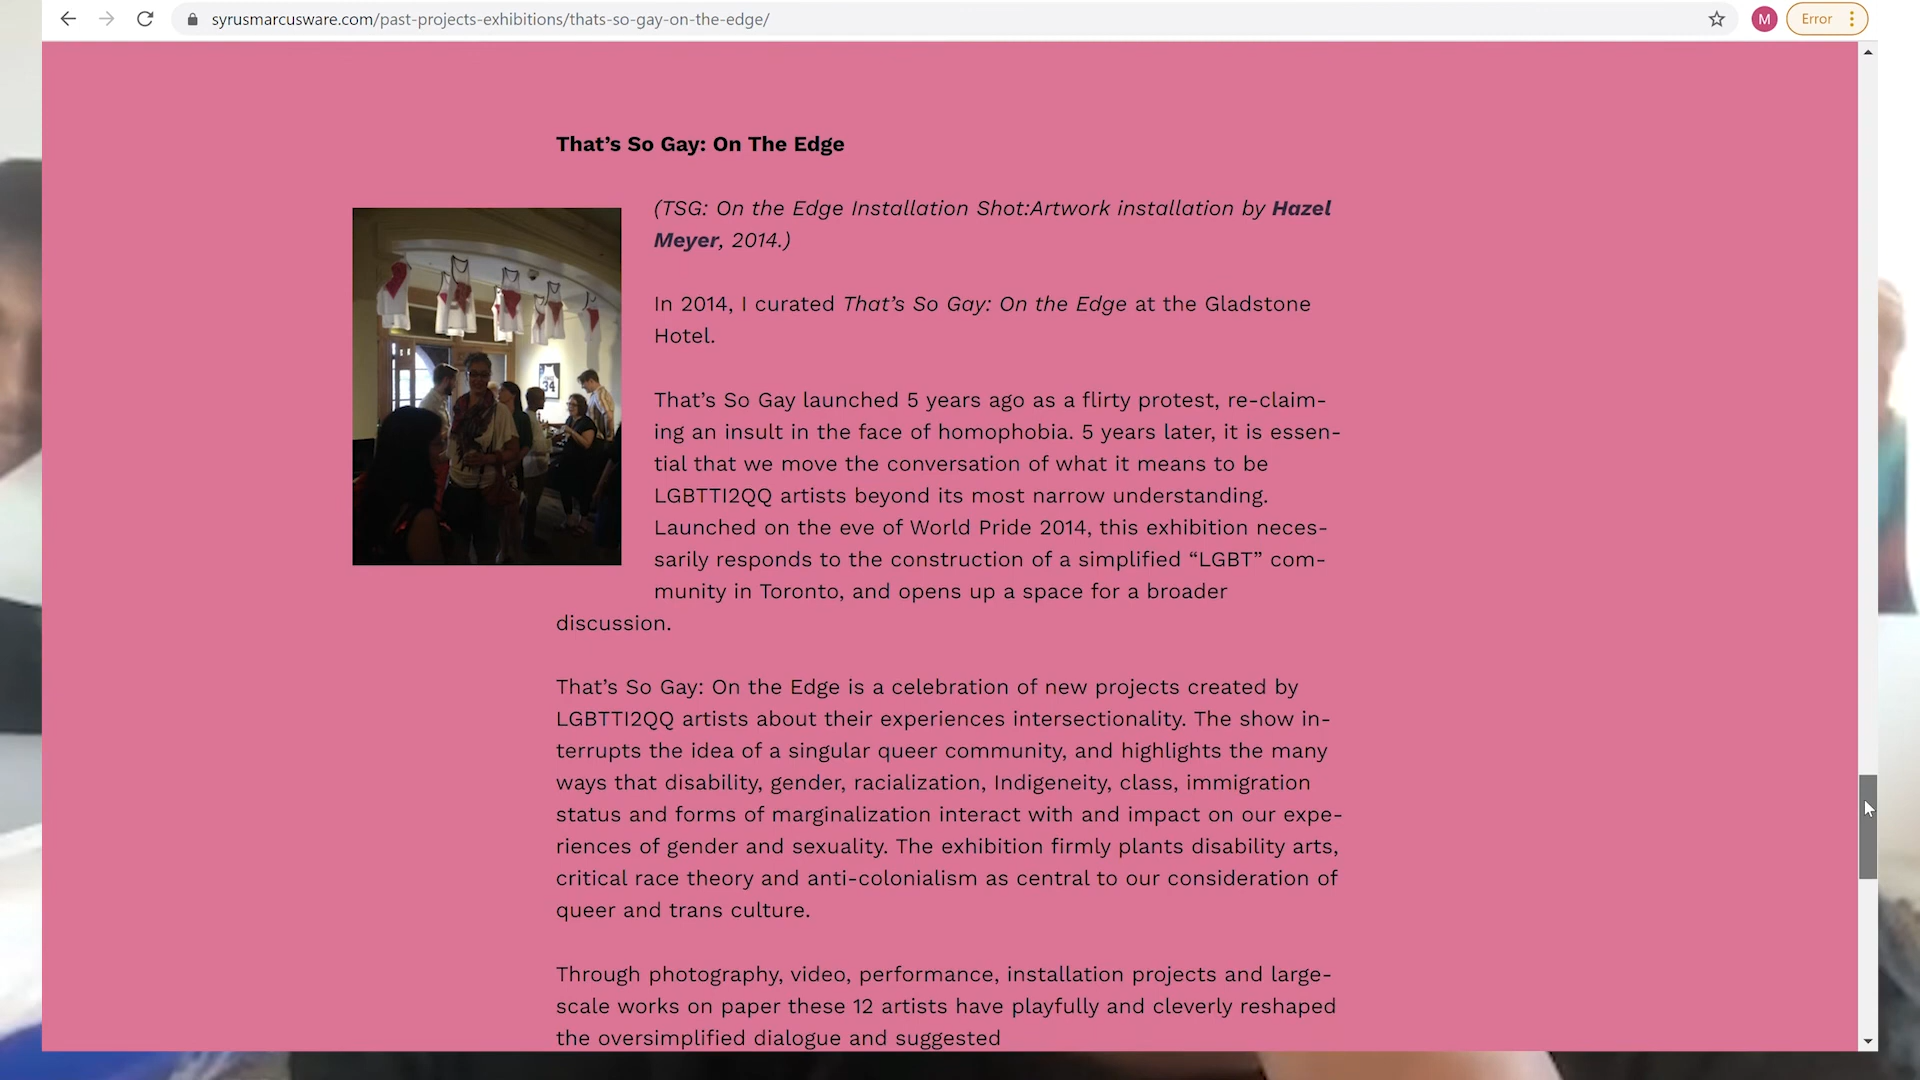 syrusmarcusware.com/past-projects-exhibitions/thats-so-gay-on-the-edge/
M
Error
That’s So Gay: On The Edge
(TSG: On the Edge Installation Shot:Artwork installation by Hazel
Meyer, 2014.)
In 2014, I curated That’s So Gay: On the Edge at the Gladstone
Hotel.
That’s So Gay launched 5 years ago as a flirty protest, re-claim-
ing an insult in the face of homophobia. 5 years later, it is essen-
tial that we move the conversation of what it means to be
LGBTTI2QQ artists beyond its most narrow understanding.
Launched on the eve of World Pride 2014, this exhibition neces-
sarily responds to the construction of a simplified “LGBT” com-
munity in Toronto, and opens up a space for a broader
discussion.
That’s So Gay: On the Edge is a celebration of new projects created by
LGBTTI2QQ artists about their experiences intersectionality. The show in-
terrupts the idea of a singular queer community, and highlights the many
ways that disability, gender, racialization, Indigeneity, class, immigration
status and forms of marginalization interact with and impact on our expe-
riences of gender and sexuality. The exhibition firmly plants disability arts,
critical race theory and anti-colonialism as central to our consideration of
queer and trans culture.
Through photography, video, performance, installation projects and large-
scale works on paper these 12 artists have playfully and cleverly reshaped
the oversimplified dialogue and suggested
34